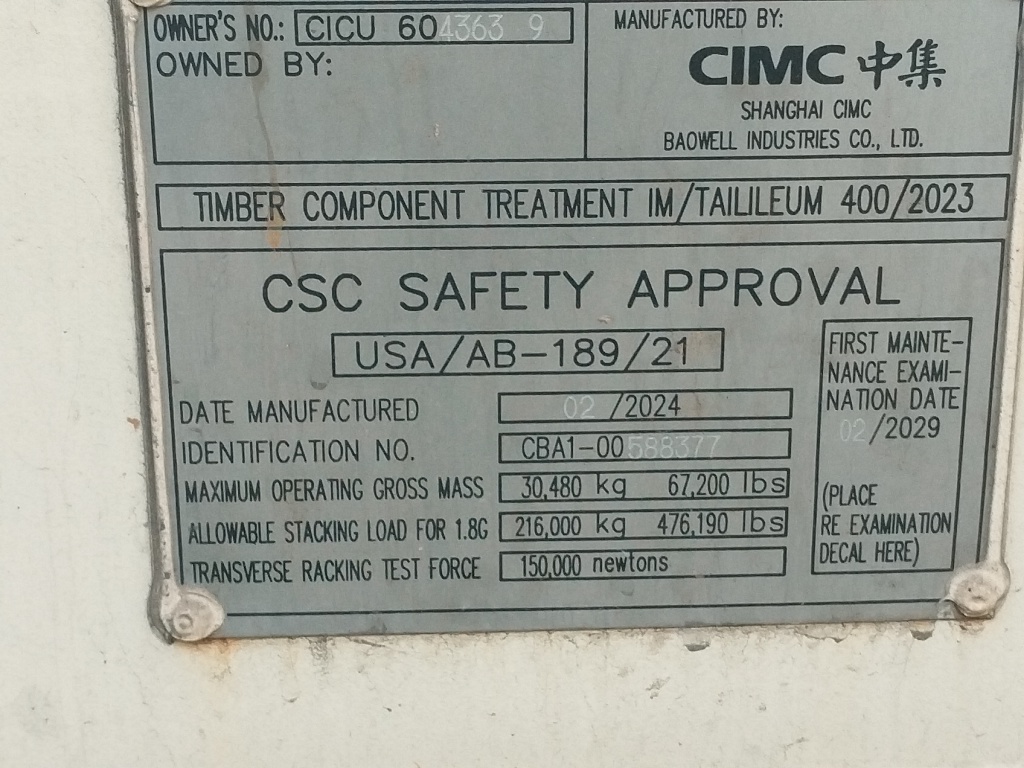 OWNER'S NO.: CICU 604363 9
OWNED BY:
MANUFACTURED BY:
CIMC 中集
SHANGHAI CIMC
BAOWELL INDUSTRIES CO., LTD.
TIMBER COMPONENT TREATMENT IM/TAILILEUM 400/2023
CSC SAFETY APPROVAL
USA/AB-189/21
DATE MANUFACTURED 02 /2024
IDENTIFICATION NO. CBA1-00588377
MAXIMUM OPERATING GROSS MASS 30,480 kg 67,200 lbs
ALLOWABLE STACKING LOAD FOR 1.8G 216,000 kg 476,190 lbs
TRANSVERSE RACKING TEST FORCE 150,000 newtons
FIRST MAINTE-
NANCE EXAMI-
NATION DATE
02/2029
(PLACE
RE EXAMINATION
DECAL HERE)